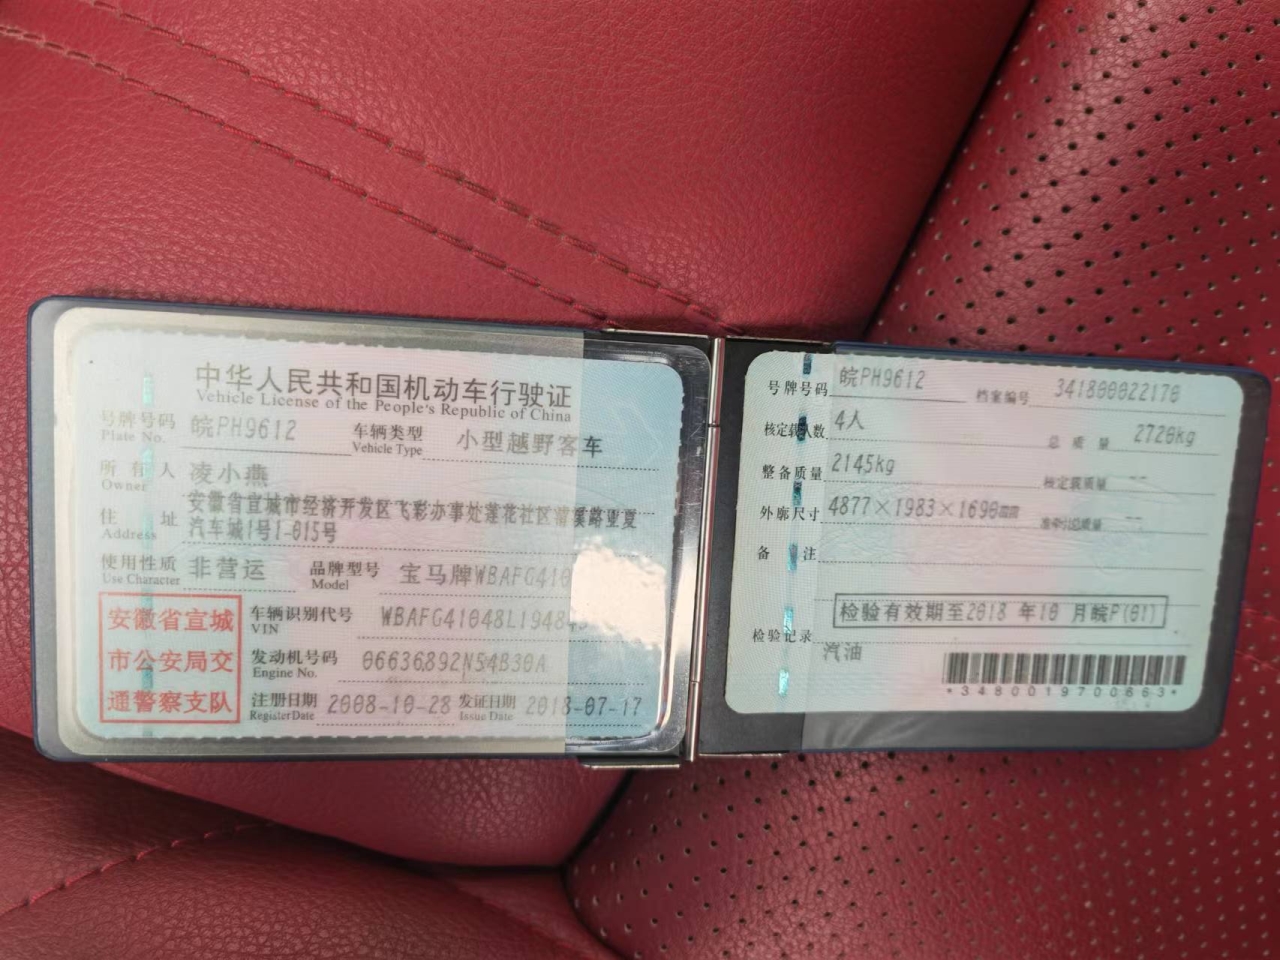 中华人民共和国机动车行驶证
Vehicle License of the People's Republic of China
号牌号码 皖PH9612 车辆类型 小型越野客车
Plate No. Vehicle Type
所有人 凌小燕
Owner
住址 安徽省宣城市经济开发区飞彩办事处莲花社区 路里夏
Address 汽车城1号1-015号
使用性质 非营运 品牌型号 宝马牌WBAFG410
Use Character Model
安徽省宣城
市公安局交
通警察支队
车辆识别代号 WBAFG41048L19484
VIN
发动机号码 06636892N54B30A
Engine No.
注册日期 2008-10-28 发证日期 2018-07-17
Register Date Issue Date
号牌号码 皖PH9612 档案编号 341800022170
核定载人数 4人 总质量 2720kg
整备质量 2145kg 核定载质量 --
外廓尺寸 4877×1983×1690mm 准牵引总质量 --
备注
检验有效期至2018年10月皖P(01)
检验记录
汽油
*3480019700663*